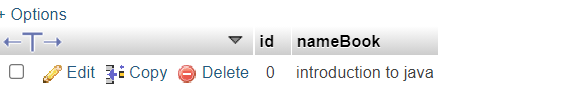 + Options
←T→ id nameBook
Edit Copy Delete 0 introduction to java